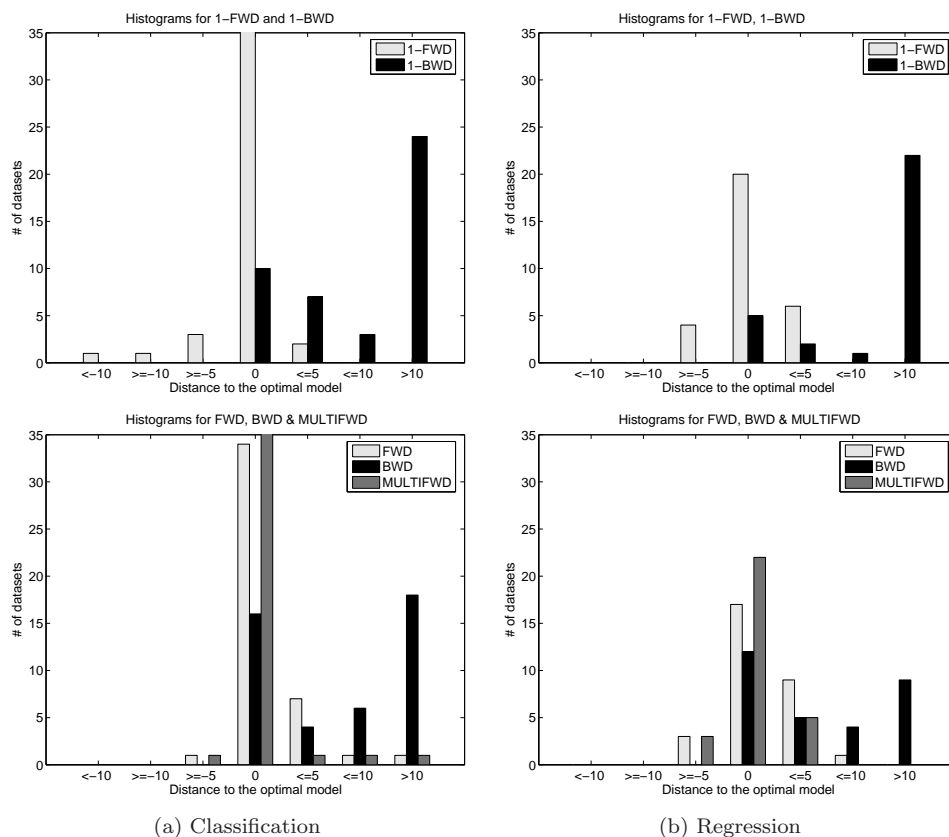 Histograms for 1−FWD and 1−BWD
35
30
25
20
15
10
5
0
# of datasets
1−FWD
1−BWD
<−10 >=−10 >=−5 0 <=5 <=10 >10
Distance to the optimal model
Histograms for 1−FWD, 1−BWD
35
30
25
20
15
10
5
0
# of datasets
1−FWD
1−BWD
<−10 >=−10 >=−5 0 <=5 <=10 >10
Distance to the optimal model
Histograms for FWD, BWD & MULTIFWD
35
30
25
20
15
10
5
0
# of datasets
FWD
BWD
MULTIFWD
<−10 >=−10 >=−5 0 <=5 <=10 >10
Distance to the optimal model
(a) Classification
Histograms for FWD, BWD & MULTIFWD
35
30
25
20
15
10
5
0
# of datasets
FWD
BWD
MULTIFWD
<−10 >=−10 >=−5 0 <=5 <=10 >10
Distance to the optimal model
(b) Regression